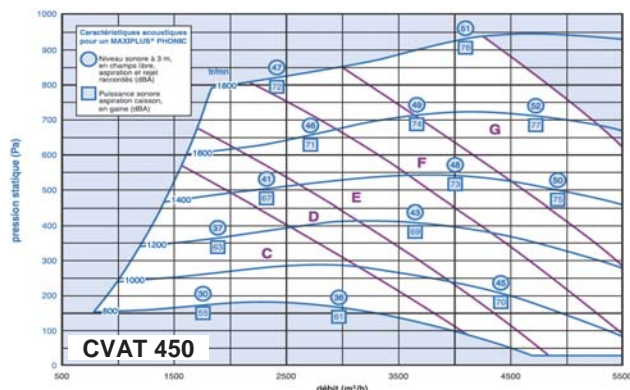 1000
900
800
700
600
500
400
300
200
100
0
pression statique (Pa)
Caractéristiques acoustiques
pour un MAXIPLUS® PHONIC
Niveau sonore à 3 m,
en champs libre,
aspiration et rejet
raccordés (dBA)
Puissance sonore
aspiration caisson,
en gaine (dBA)
tr/mn
1800
1600
1400
1200
1000
800
47
72
51
76
46
71
49
74
52
77
41
67
48
73
50
75
37
63
43
69
30
55
36
61
45
70
G
F
E
D
C
CVAT 450
500
1500
2500
3500
4500
5500
débit (m³/h)